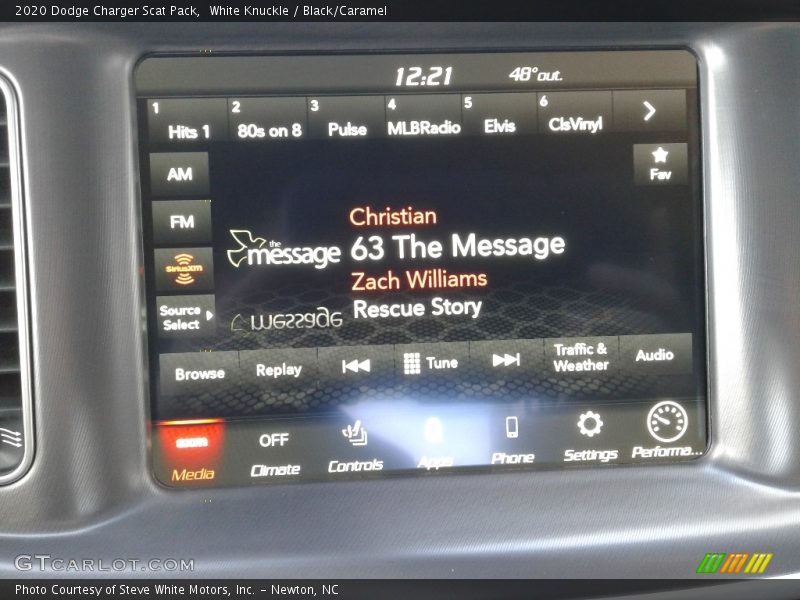 2020 Dodge Charger Scat Pack, White Knuckle / Black/Caramel
12:21 48° out.
1 Hits 1 2 80s on 8 3 Pulse 4 MLBRadio 5 Elvis 6 ClsVinyl
AM
Fav
FM
SiriusXM
Source Select
Christian
the message 63 The Message
Zach Williams
Rescue Story
message
Browse Replay Tune Traffic & Weather Audio
OFF
Media Climate Controls Apps Phone Settings Performa...
GTCARLOT.COM
Photo Courtesy of Steve White Motors, Inc. – Newton, NC